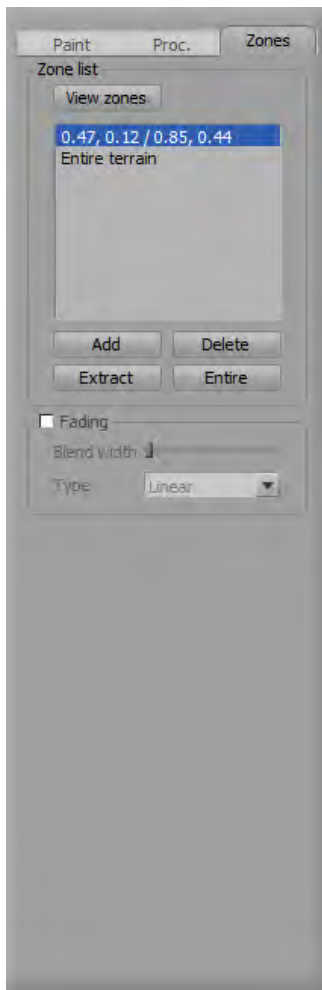 Paint Proc. Zones
Zone list
View zones
0.47, 0.12 / 0.85, 0.44
Entire terrain
Add Delete
Extract Entire
Fading
Blend width
Type Linear